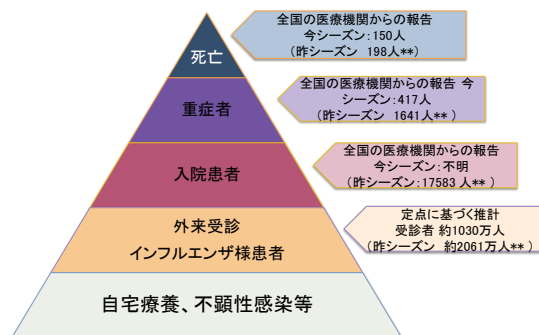 死亡
全国の医療機関からの報告
今シーズン：150人
（昨シーズン 198人**）
重症者
全国の医療機関からの報告 今
シーズン：417人
（昨シーズン 1641人**）
入院患者
全国の医療機関からの報告
今シーズン：不明
（昨シーズン：17583人**）
外来受診
インフルエンザ様患者
定点に基づく推計
受診者 約1030万人
（昨シーズン 約2061万人**）
自宅療養、不顕性感染等